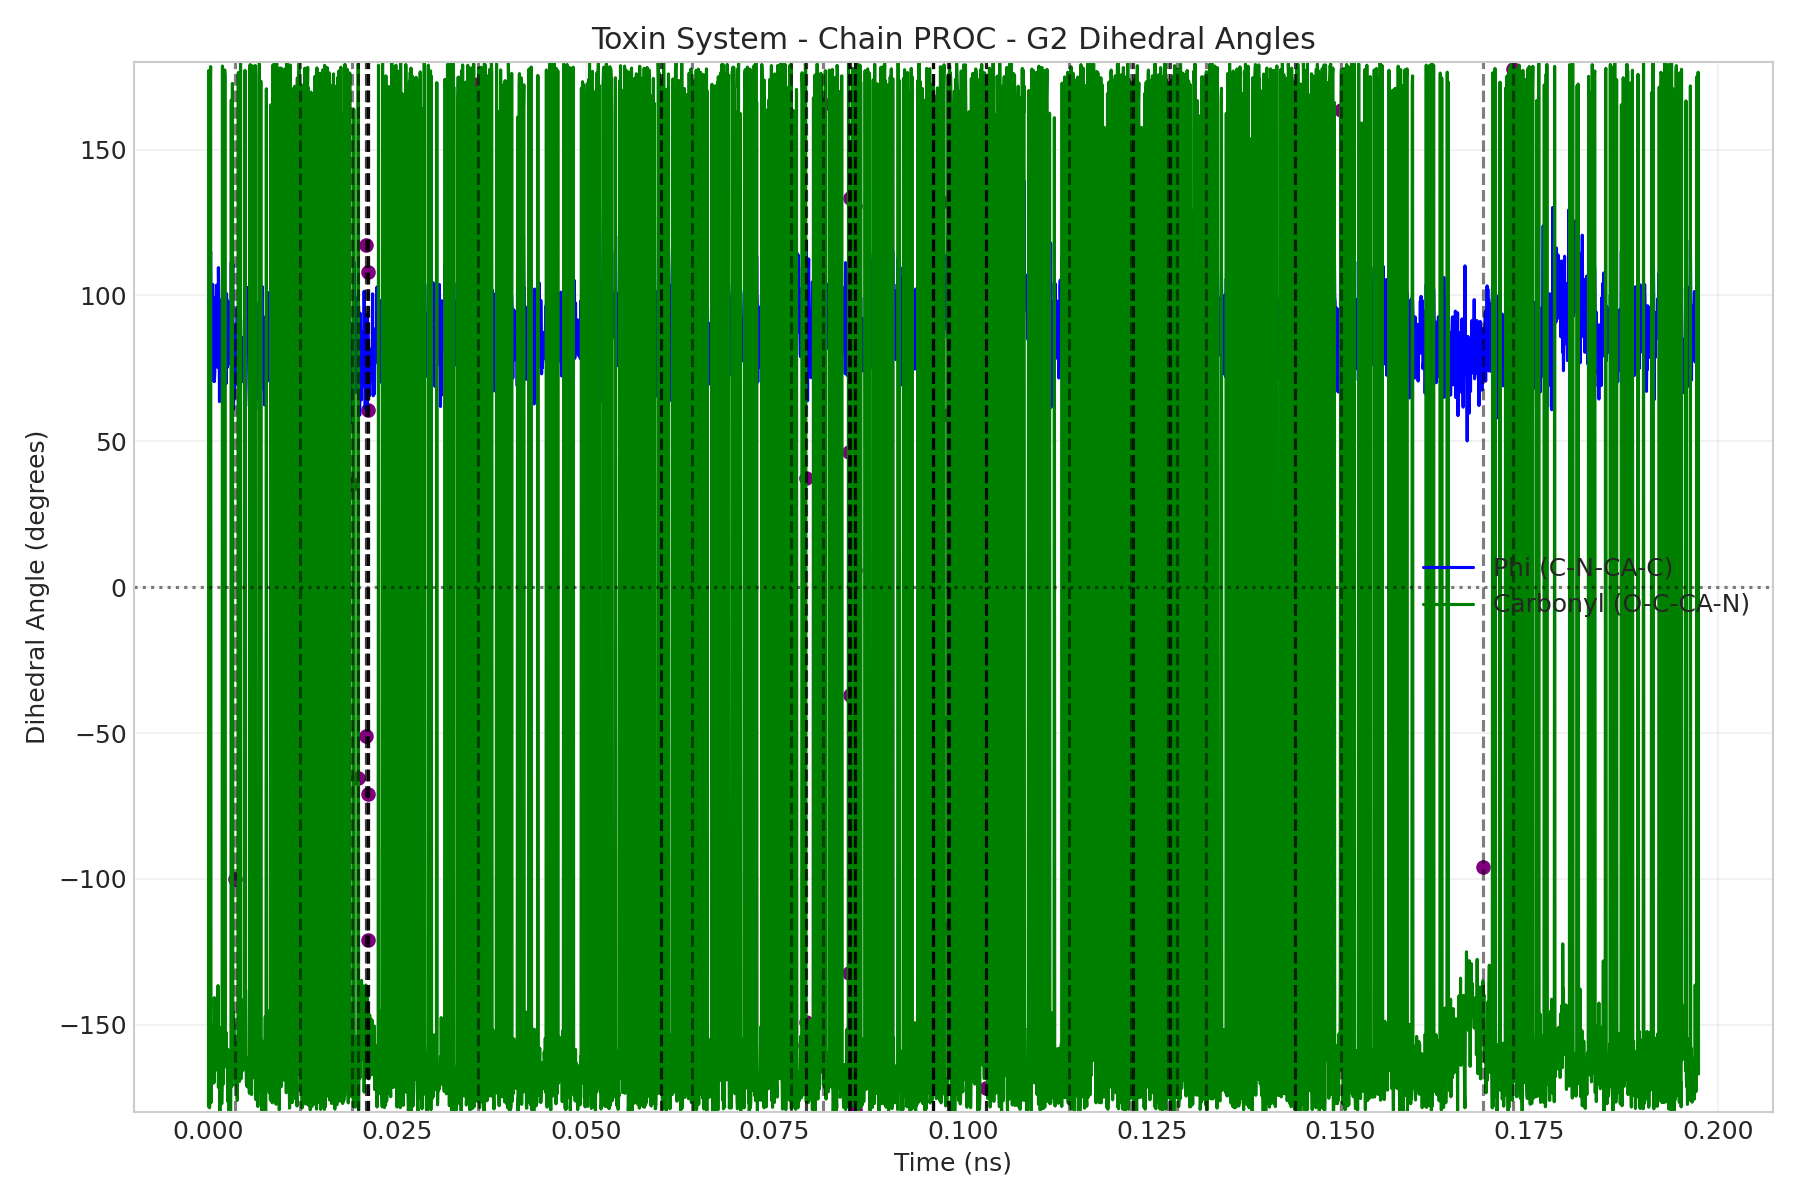 Toxin System - Chain PROC - G2 Dihedral Angles
150
100
50
0
−50
−100
−150
Dihedral Angle (degrees)
Phi (C-N-CA-C)
Carbonyl (O-C-CA-N)
0.000 0.025 0.050 0.075 0.100 0.125 0.150 0.175 0.200
Time (ns)